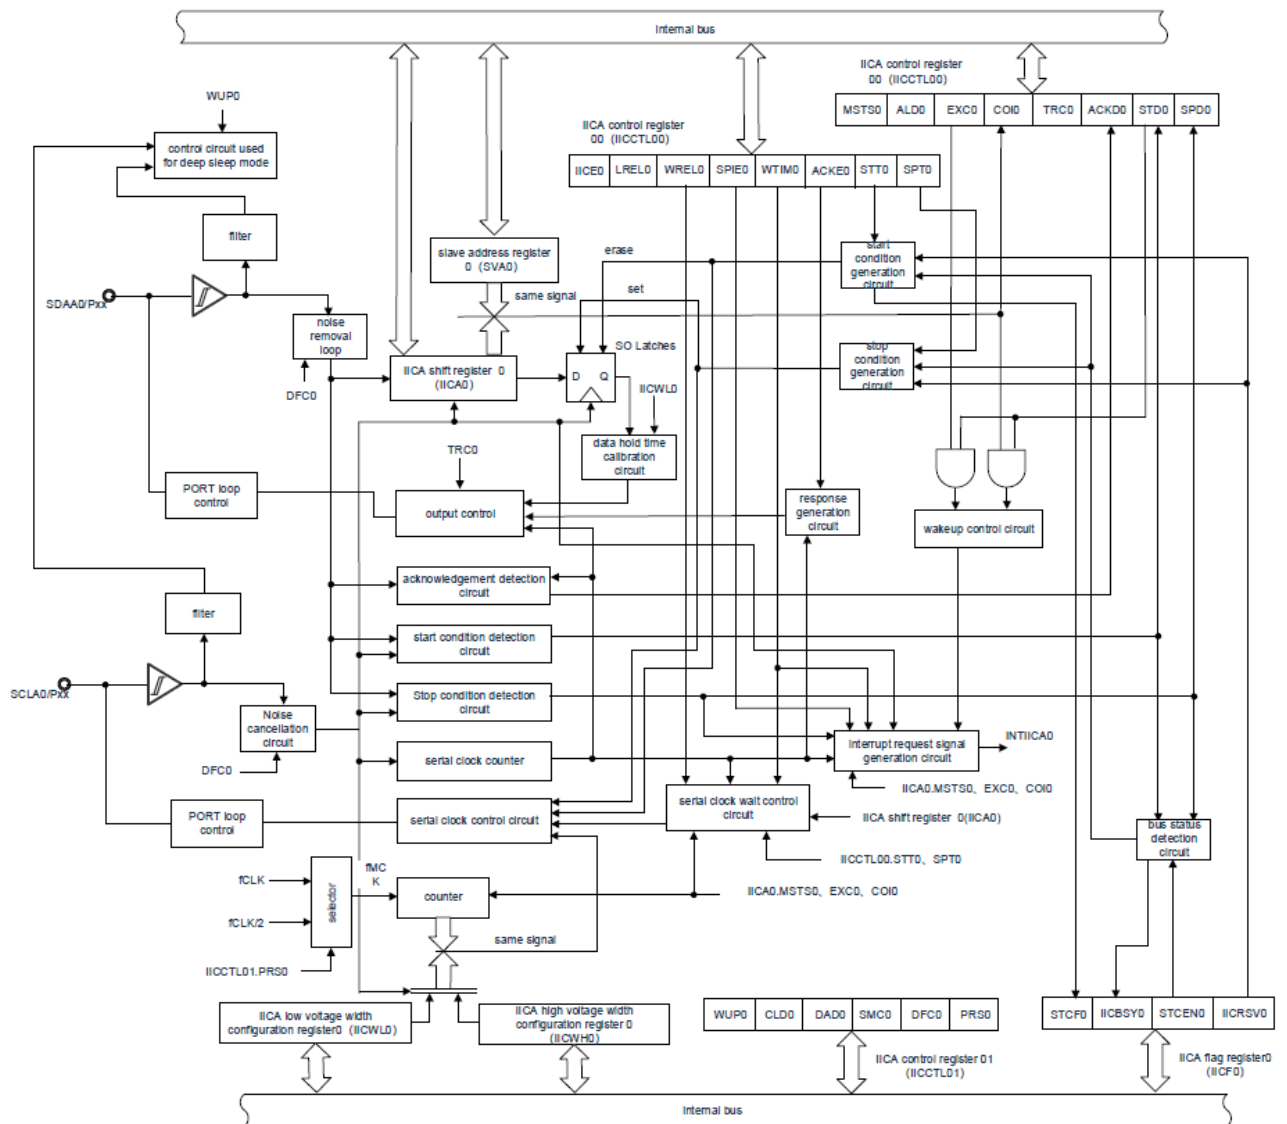 Internal bus
IICA control register
00 (IICCTL00)
MSTS0 ALD0 EXC0 COI0 TRC0 ACKD0 STD0 SPD0
WUP0
IICA control register
00 (IICCTL00)
control circuit used
for deep sleep mode
IICE0 LREL0 WREL0 SPIE0 WTIM0 ACKE0 STT0 SPT0
filter
slave address register
0 (SVA0)
erase
start
condition
generation
circuit
SDAA0/Pxx
same signal
set
noise
removal
loop
SO Latches
stop
condition
generation
circuit
IICA shift register 0
(IICA0)
D Q
DFC0
IICWL0
TRC0
data hold time
calibration
circuit
PORT loop
control
output control
response
generation
circuit
wakeup control circuit
acknowledgement detection
circuit
filter
start condition detection
circuit
SCLA0/Pxx
Stop condition detection
circuit
Noise
cancellation
circuit
Interrupt request signal
generation circuit
INTIICA0
DFC0
serial clock counter
IICA0.MSTS0、EXC0、COI0
PORT loop
control
serial clock control circuit
serial clock wait control
circuit
IICA shift register 0(IICA0)
bus status
detection
circuit
IICCTL00.STT0、SPT0
fCLK
selector
fMC
K
counter
IICA0.MSTS0、EXC0、COI0
fCLK/2
same signal
IICCTL01.PRS0
IICA low voltage width
configuration register0 (IICWL0)
IICA high voltage width
configuration register 0
(IICWH0)
WUP0 CLD0 DAD0 SMC0 DFC0 PRS0
STCF0 IICBSY0 STCEN0 IICRSV0
IICA control register 01
(IICCTL01)
IICA flag register0
(IICF0)
Internal bus